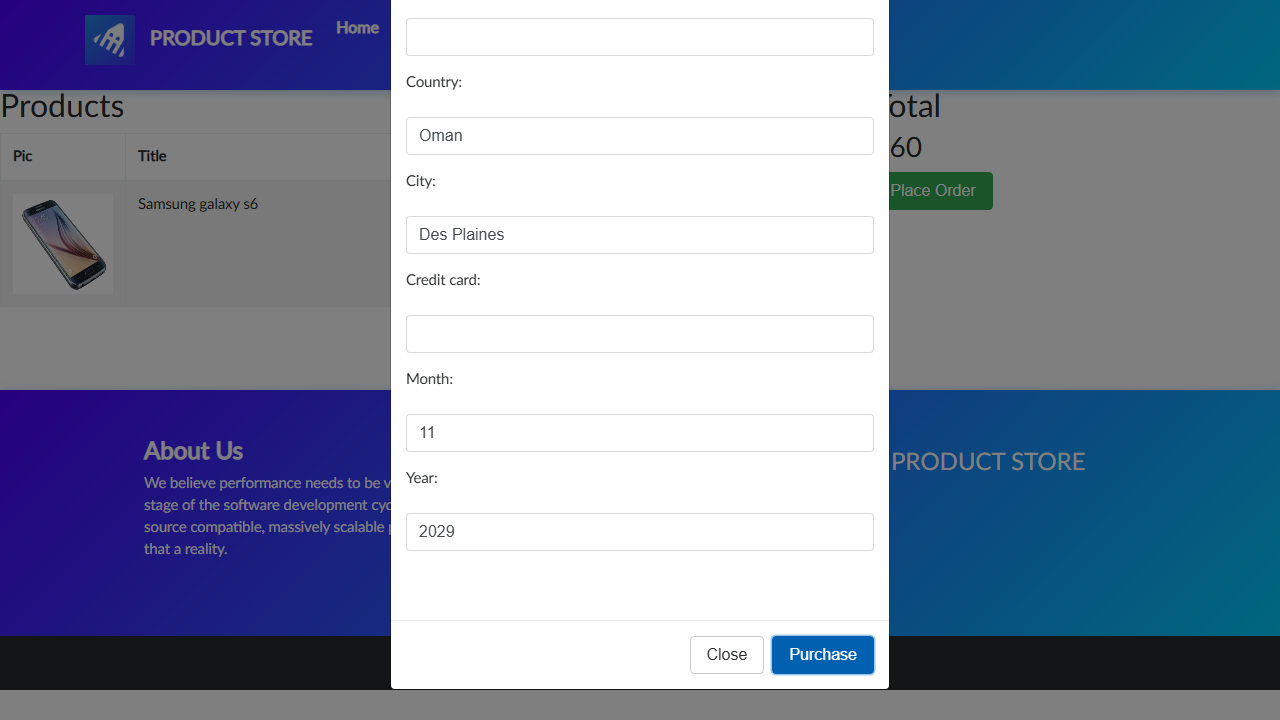 PRODUCT STORE
Home
Products
Pic
Title
Samsung galaxy s6
Country:
Oman
City:
Des Plaines
Credit card:
Month:
11
Year:
2029
Close
Purchase
otal
60
Place Order
About Us
We believe performance needs to be v
stage of the software development cyc
source compatible, massively scalable
that a reality.
PRODUCT STORE